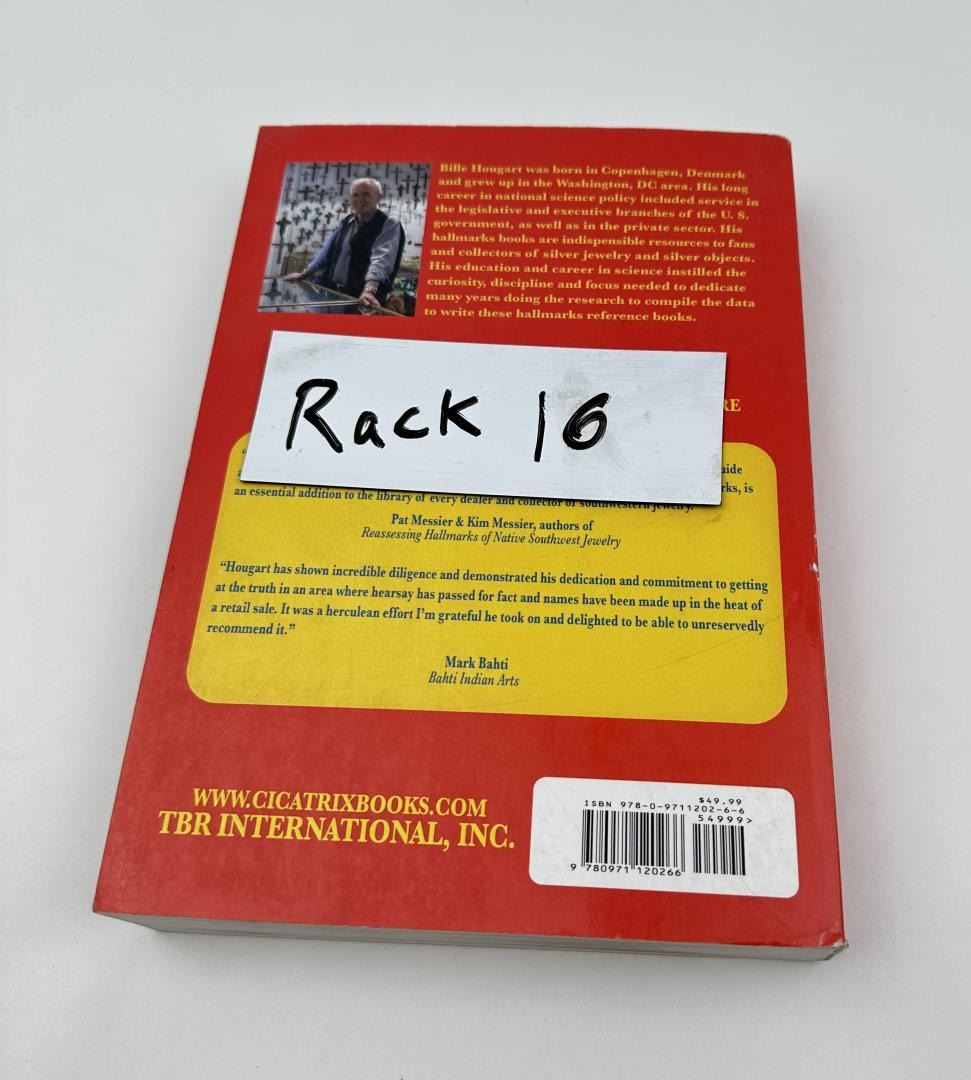 Bille Hougart was born in Copenhagen, Denmark
and grew up in the Washington, DC area. His long
career in national science policy included service in
the legislative and executive branches of the U. S.
government, as well as in the private sector. His
hallmarks books are indispensible resources to fans
and collectors of silver jewelry and silver objects.
His education and career in science instilled the
curiosity, discipline and focus needed to dedicate
many years doing the research to compile the data
to write these hallmarks reference books.
Rack 16
an essential addition to the library of every dealer and collector of southwestern jewelry.
Pat Messier & Kim Messier, authors of
Reassessing Hallmarks of Native Southwest Jewelry
“Hougart has shown incredible diligence and demonstrated his dedication and commitment to getting
at the truth in an area where hearsay has passed for fact and names have been made up in the heat of
a retail sale. It was a herculean effort I’m grateful he took on and delighted to be able to unreservedly
recommend it.”
Mark Bahti
Bahti Indian Arts
WWW.CICATRIXBOOKS.COM
TBR INTERNATIONAL, INC.
$49.99
ISBN 978-0-9711202-6-6
54999>
9 780971 120266